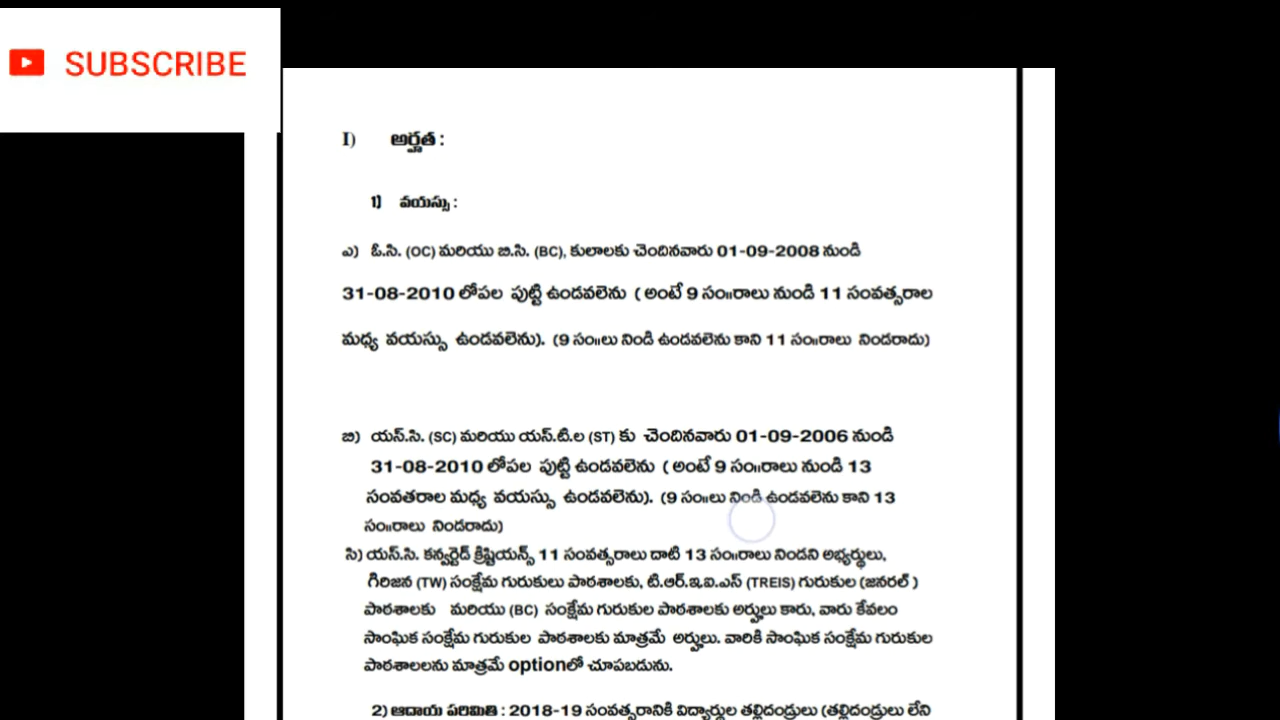 SUBSCRIBE
I) అర్హత :
1) వయస్సు :
ఎ) ఓ.సి. (OC) మరియు బి.సి. (BC), కులాలకు చెందినవారు 01-09-2008 నుండి
31-08-2010 లోపల పుట్టి ఉండవలెను ( అంటే 9 సం॥రాలు నుండి 11 సంవత్సరాల
మధ్య వయస్సు ఉండవలెను). (9 సం॥లు నిండి ఉండవలెను కాని 11 సం॥రాలు నిండరాదు)
బి) యస్.సి. (SC) మరియు యస్.టి.ల (ST) కు చెందినవారు 01-09-2006 నుండి
31-08-2010 లోపల పుట్టి ఉండవలెను ( అంటే 9 సం॥రాలు నుండి 13
సంవతరాల మధ్య వయస్సు ఉండవలెను). (9 సం॥లు నిండి ఉండవలెను కాని 13
సం॥రాలు నిండరాదు)
సి) యస్.సి. కన్వర్టెడ్ క్రిష్టియన్స్ 11 సంవత్సరాలు దాటి 13 సం॥రాలు నిండని అభ్యర్థులు,
గిరిజన (TW) సంక్షేమ గురుకులు పాఠశాలకు, టి.ఆర్.ఇ.ఐ.ఎస్ (TREIS) గురుకుల (జనరల్ )
పాఠశాలకు మరియు (BC) సంక్షేమ గురుకుల పాఠశాలకు అర్హులు కారు, వారు కేవలం
సాంఘిక సంక్షేమ గురుకుల పాఠశాలకు మాత్రమే అర్హులు. వారికి సాంఘిక సంక్షేమ గురుకుల
పాఠశాలలను మాత్రమే optionలో చూపబడును.
2) ఆదాయ పరిమితి : 2018-19 సంవత్సరానికి విద్యార్థుల తల్లిదండ్రులు (తల్లిదండ్రులు లేని